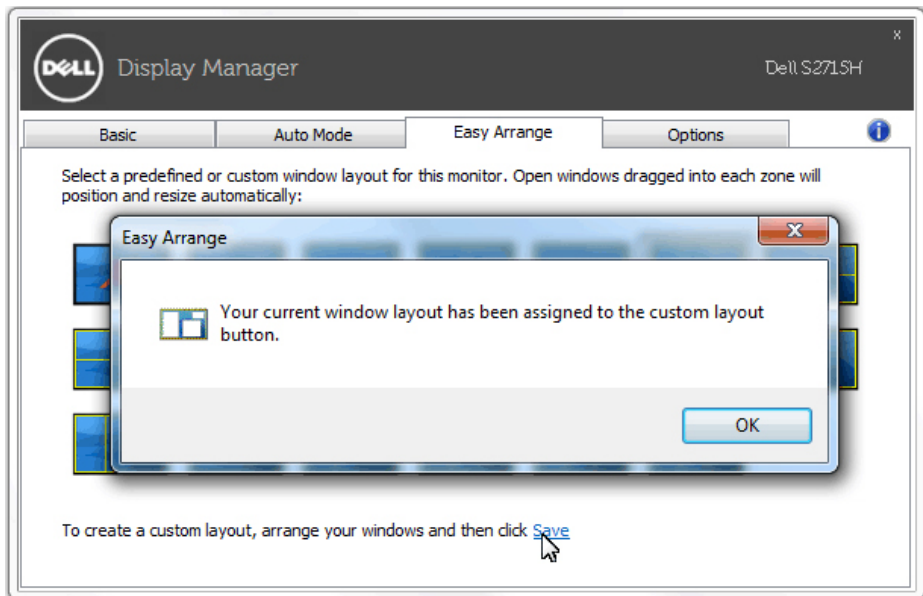 DELL
Display Manager
x
Dell S2715H
Basic
Auto Mode
Easy Arrange
Options
i
Select a predefined or custom window layout for this monitor. Open windows dragged into each zone will
position and resize automatically:
Easy Arrange
Your current window layout has been assigned to the custom layout
button.
OK
To create a custom layout, arrange your windows and then click Save